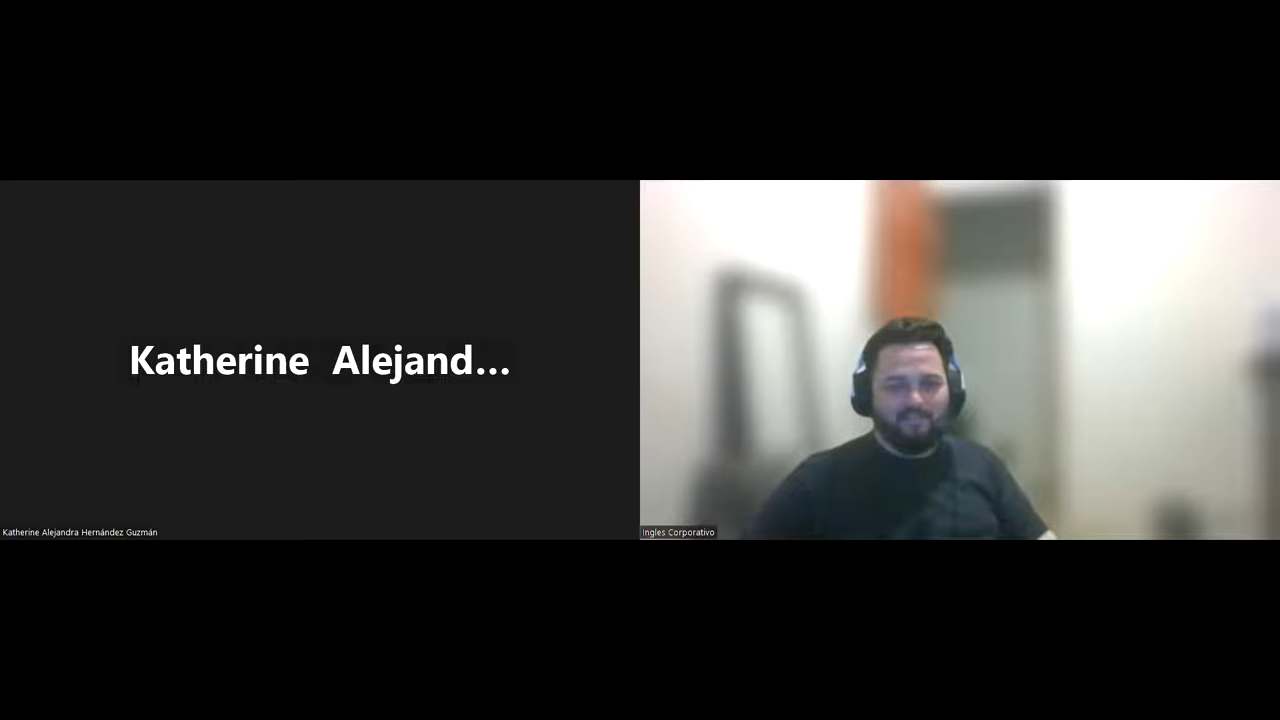 Katherine Alejand...
Katherine Alejandra Hernández Guzmán
Ingles Corporativo